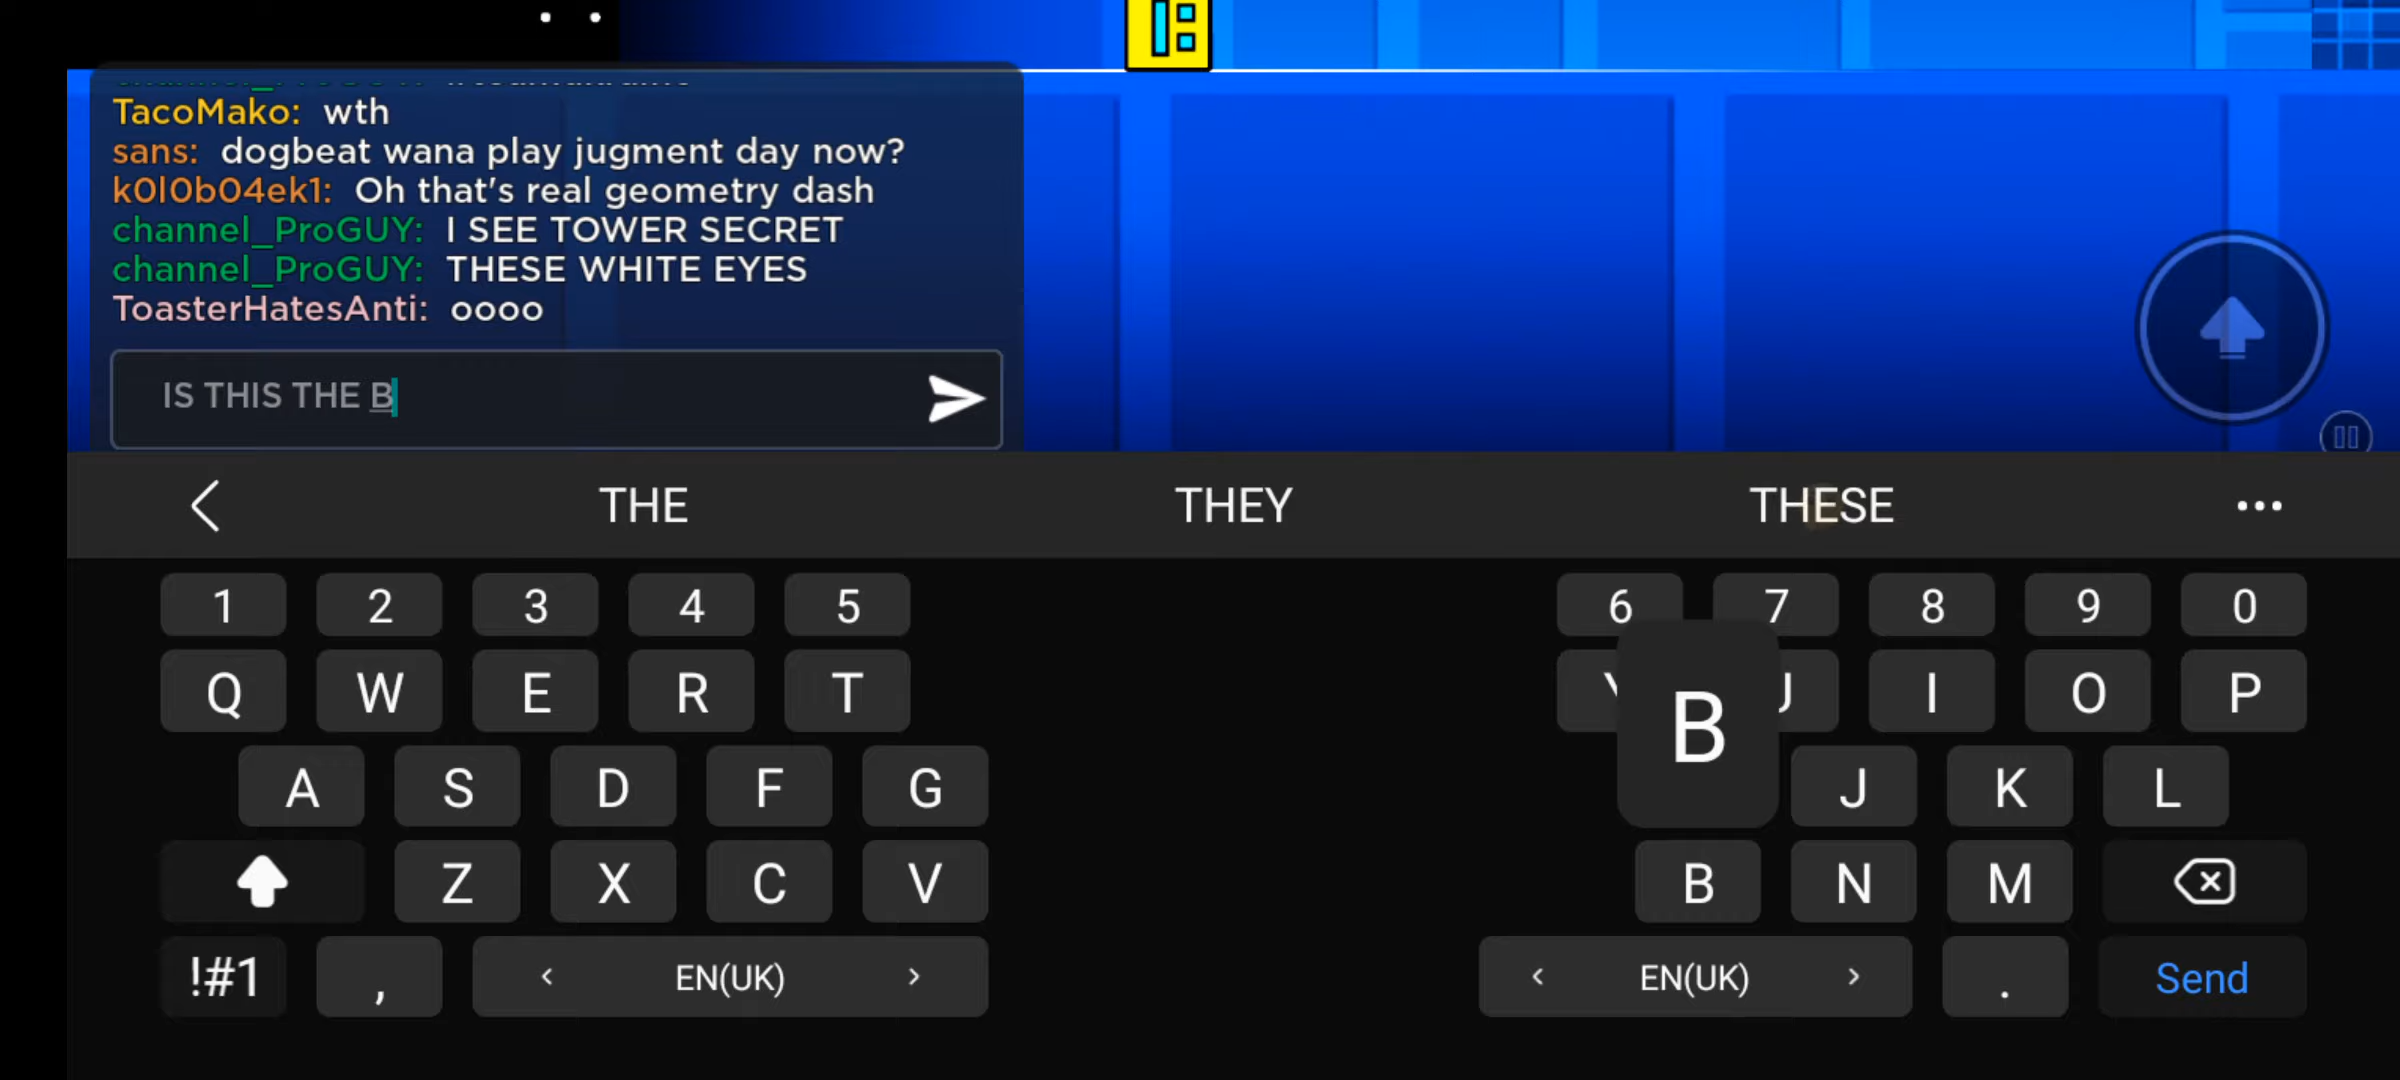 TacoMako: wth
sans: dogbeat wana play jugment day now?
k0l0b04ek1: Oh that's real geometry dash
channel_ProGUY: I SEE TOWER SECRET
channel_ProGUY: THESE WHITE EYES
ToasterHatesAnti: oooo
IS THIS THE B
THE THEY THESE
1 2 3 4 5 6 7 8 9 0
Q W E R T I O P
B
A S D F G J K L
Z X C V B N M
!#1 , < EN(UK) > < EN(UK) > . Send